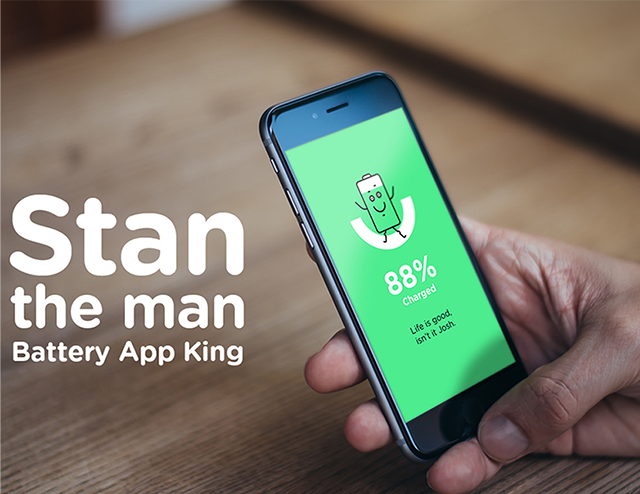 Stan
the man
Battery App King
88%
Charged
Life is good,
isn't it Josh.